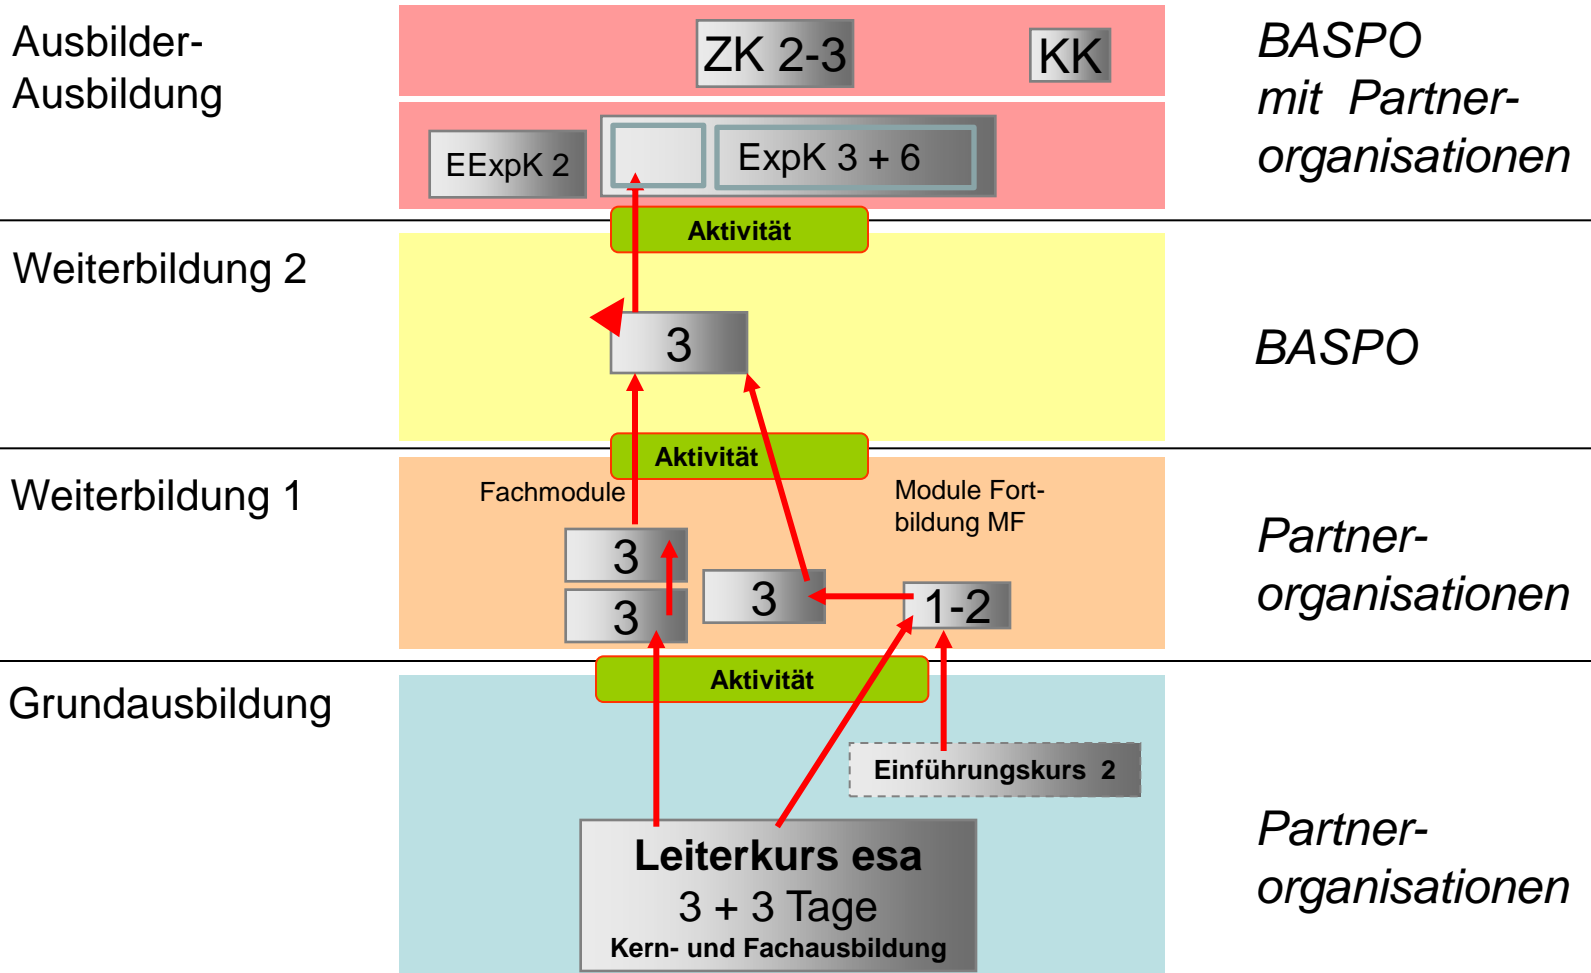 Ausbilder-
Ausbildung
ZK 2-3
KK
BASPO
mit Partner-
organisationen
EExpK 2
ExpK 3 + 6
Aktivität
Weiterbildung 2
3
BASPO
Aktivität
Weiterbildung 1
Fachmodule
Module Fort-
bildung MF
3
3
3
1-2
Partner-
organisationen
Aktivität
Grundausbildung
Einführungskurs 2
Leiterkurs esa
3 + 3 Tage
Kern- und Fachausbildung
Partner-
organisationen